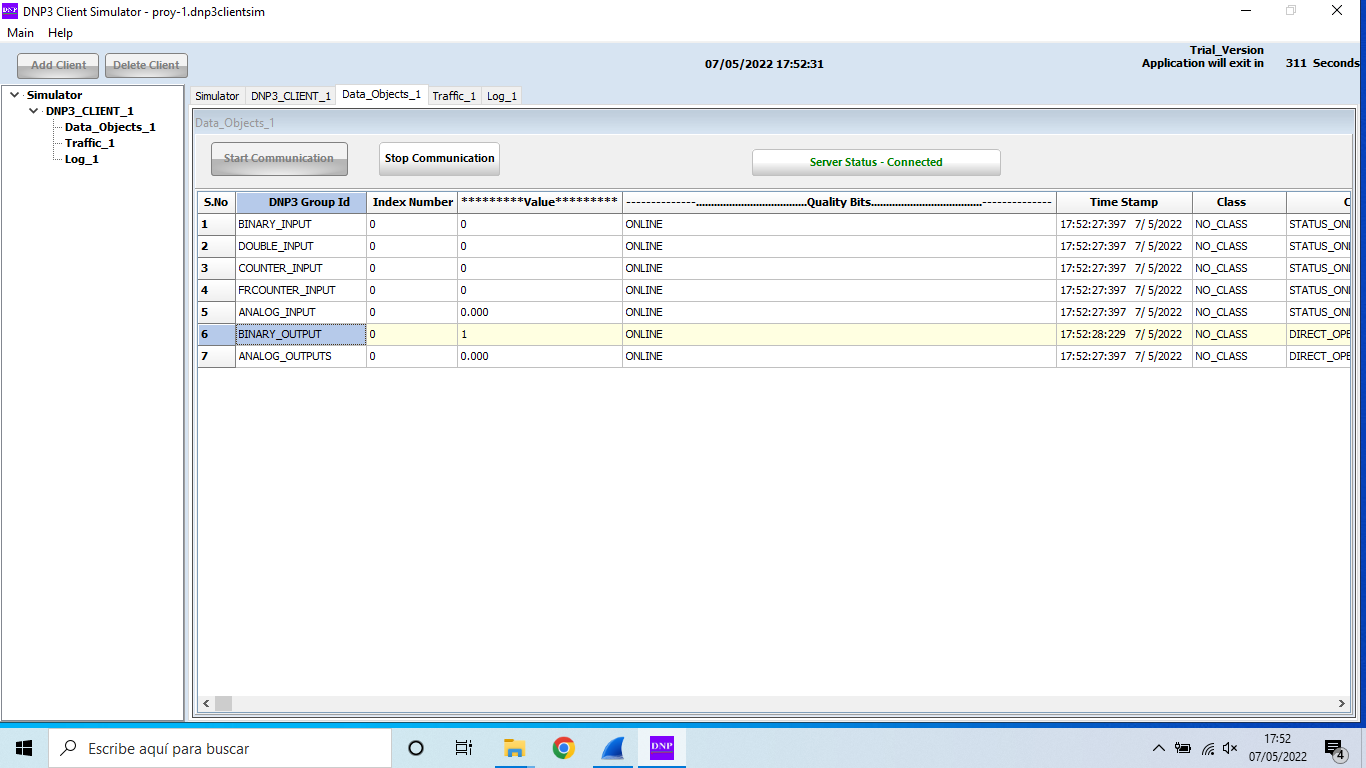 DNP3 Client Simulator - proy-1.dnp3clientsim
Main Help
Add Client Delete Client
07/05/2022 17:52:31
Trial_Version
Application will exit in 311 Seconds
Simulator
DNP3_CLIENT_1
Data_Objects_1
Traffic_1
Log_1
Simulator DNP3_CLIENT_1 Data_Objects_1 Traffic_1 Log_1
Data_Objects_1
Start Communication Stop Communication Server Status - Connected
S.No DNP3 Group Id Index Number *********Value********* --------------.....................................Quality Bits.....................................-------------- Time Stamp Class C
1 BINARY_INPUT 0 0 ONLINE 17:52:27:397 7/ 5/2022 NO_CLASS STATUS_ONL
2 DOUBLE_INPUT 0 0 ONLINE 17:52:27:397 7/ 5/2022 NO_CLASS STATUS_ONL
3 COUNTER_INPUT 0 0 ONLINE 17:52:27:397 7/ 5/2022 NO_CLASS STATUS_ONL
4 FRCOUNTER_INPUT 0 0 ONLINE 17:52:27:397 7/ 5/2022 NO_CLASS STATUS_ONL
5 ANALOG_INPUT 0 0.000 ONLINE 17:52:27:397 7/ 5/2022 NO_CLASS STATUS_ONL
6 BINARY_OUTPUT 0 1 ONLINE 17:52:28:229 7/ 5/2022 NO_CLASS DIRECT_OPE
7 ANALOG_OUTPUTS 0 0.000 ONLINE 17:52:27:397 7/ 5/2022 NO_CLASS DIRECT_OPE
Escribe aquí para buscar
DNP
17:52
07/05/2022
4